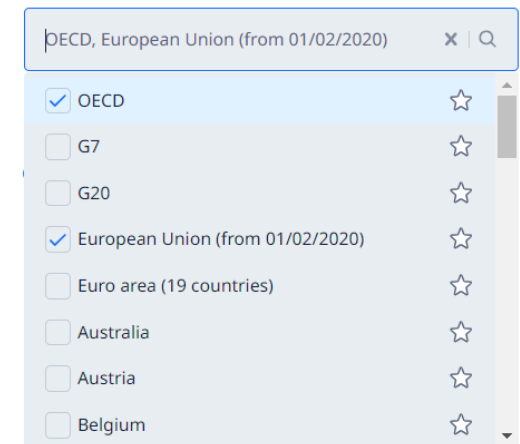 OECD, European Union (from 01/02/2020)
OECD
G7
G20
European Union (from 01/02/2020)
Euro area (19 countries)
Australia
Austria
Belgium